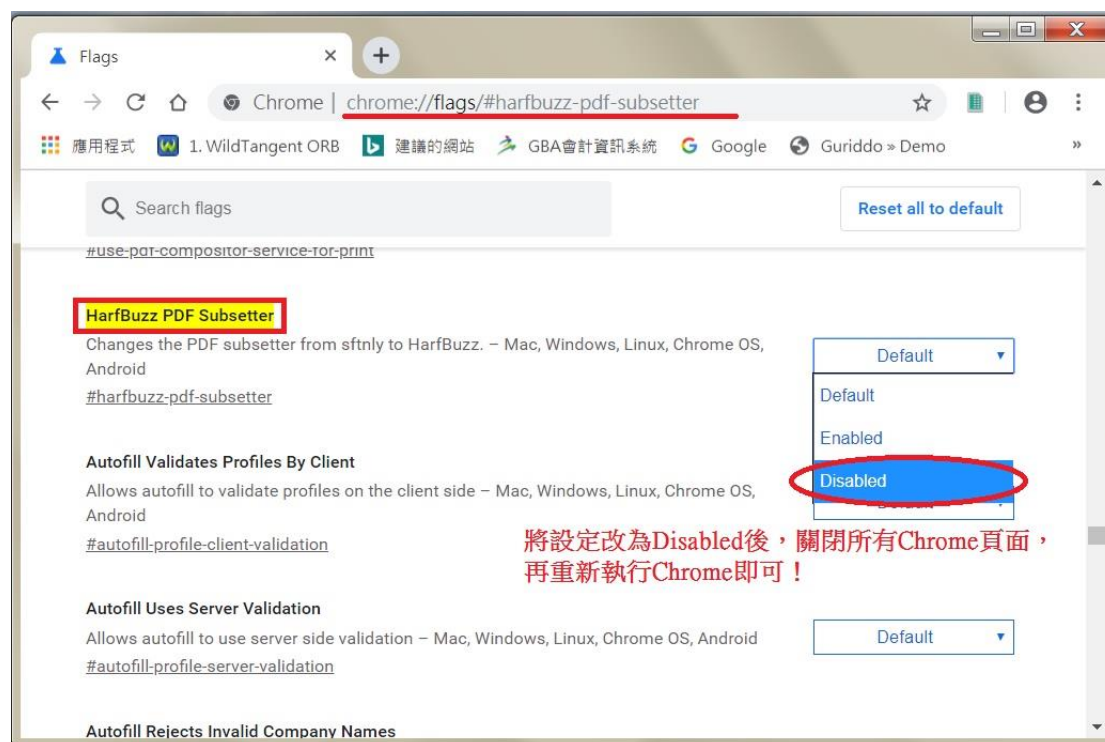 Flags
Chrome | chrome://flags/#harfbuzz-pdf-subsetter
應用程式 1. WildTangent ORB 建議的網站 GBA會計資訊系統 Google Guriddo » Demo »
Search flags
Reset all to default
#use-pdf-compositor-service-for-print
HarfBuzz PDF Subsetter
Changes the PDF subsetter from sftnly to HarfBuzz. – Mac, Windows, Linux, Chrome OS,
Android
#harfbuzz-pdf-subsetter
Default
Default
Enabled
Disabled
Autofill Validates Profiles By Client
Allows autofill to validate profiles on the client side – Mac, Windows, Linux, Chrome OS,
Android
#autofill-profile-client-validation
將設定改為Disabled後，關閉所有Chrome頁面，
再重新執行Chrome即可！
Autofill Uses Server Validation
Allows autofill to use server side validation – Mac, Windows, Linux, Chrome OS, Android
Default
#autofill-profile-server-validation
Autofill Rejects Invalid Company Names